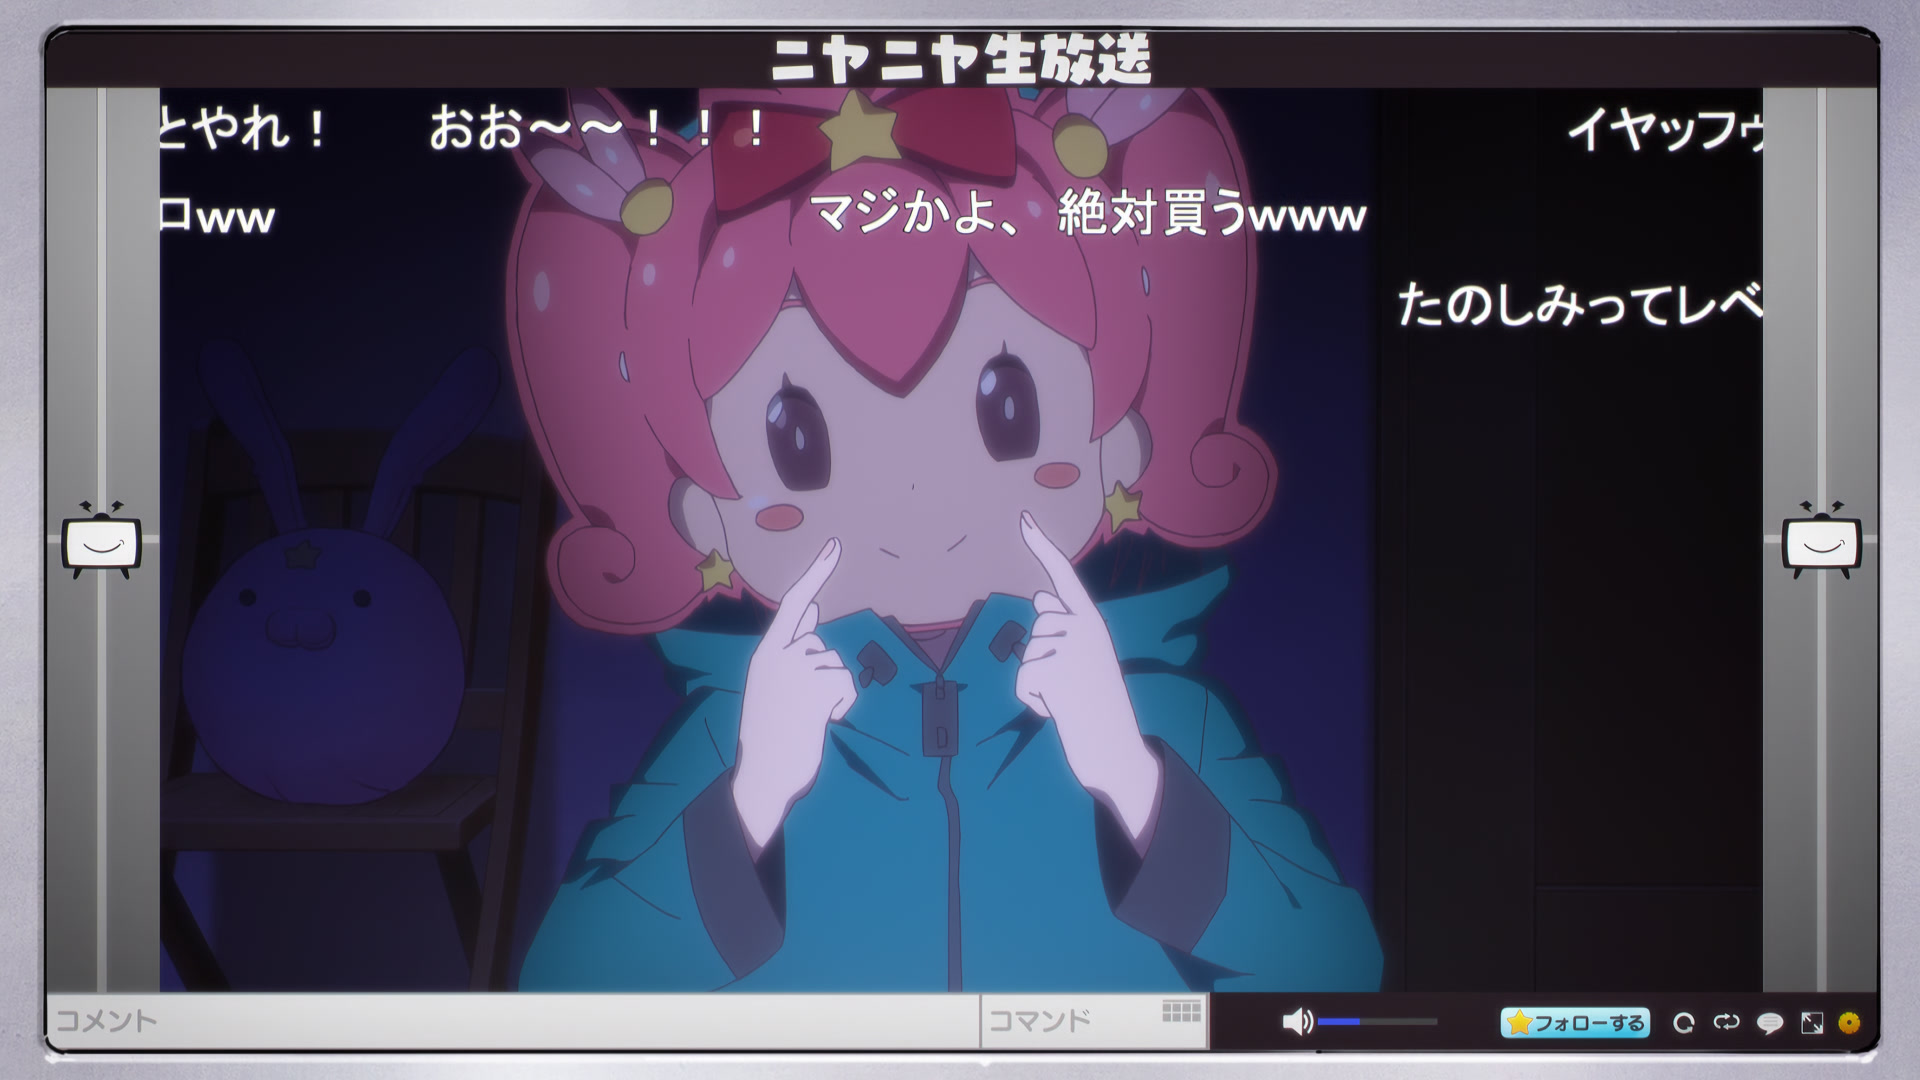 ニヤニヤ生放送
とやれ！
おお～～！！！
イヤッフゥ
ロww
マジかよ、絶対買うwww
たのしみってレベ
コメント
コマンド
フォローする